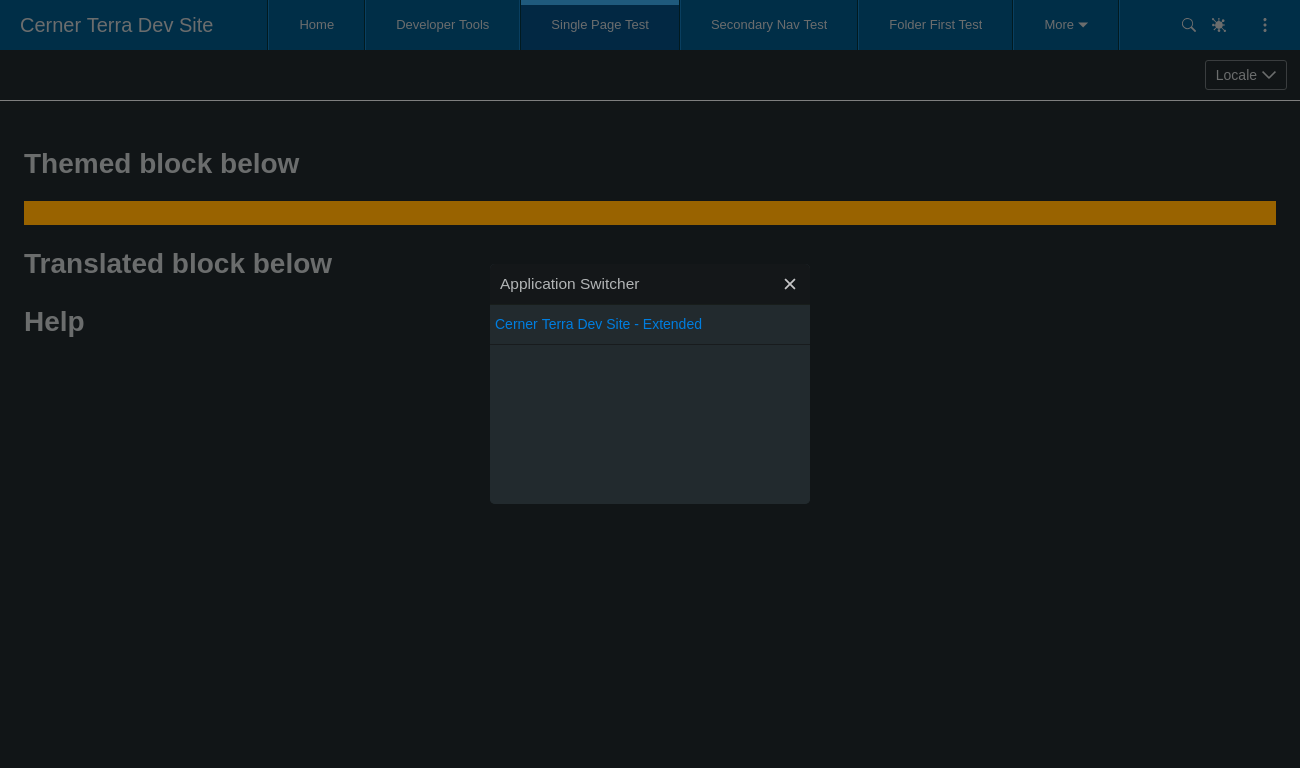 Cerner Terra Dev Site
Home
Developer Tools
Single Page Test
Secondary Nav Test
Folder First Test
More
Locale
Themed block below
Translated block below
Help
Application Switcher
Cerner Terra Dev Site - Extended